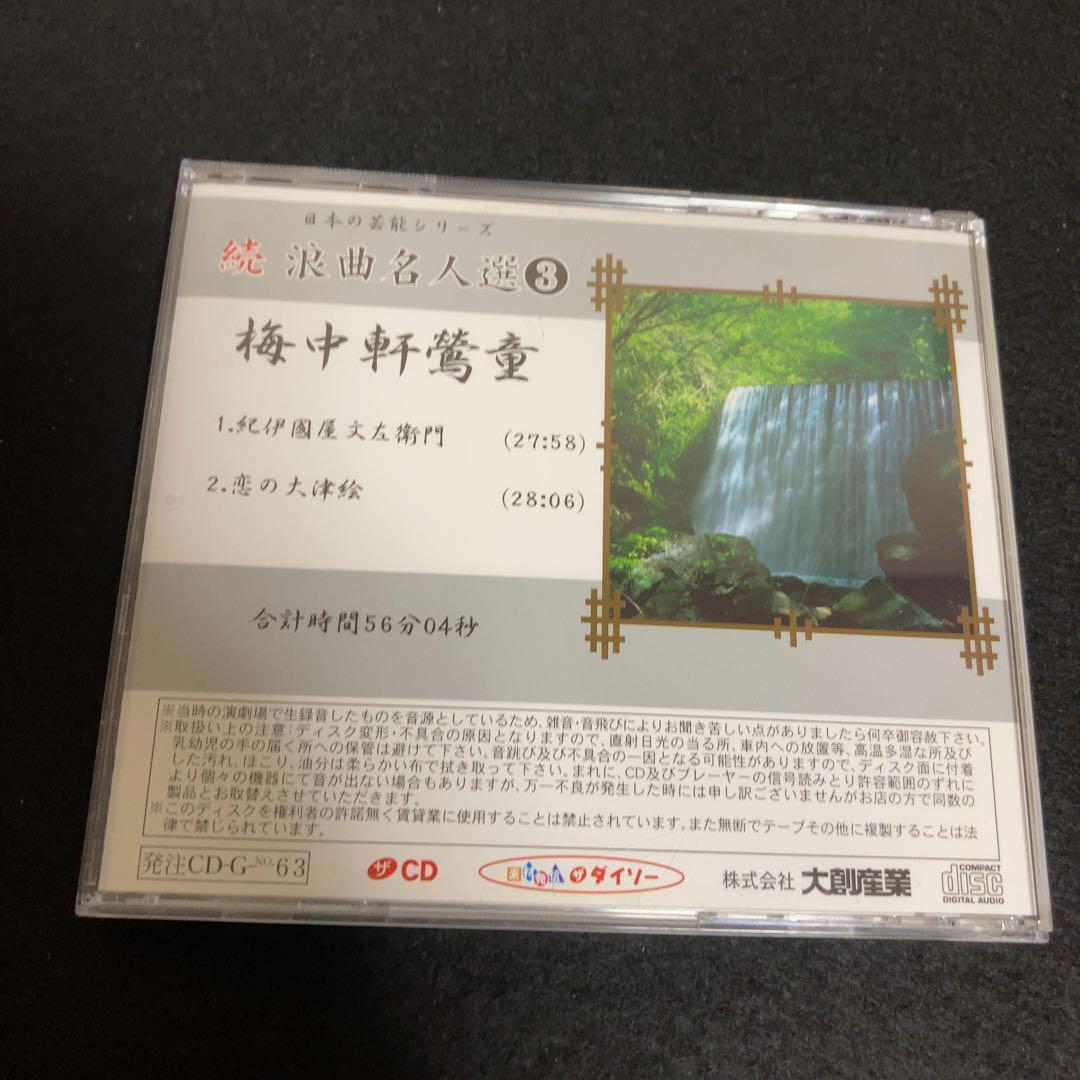 日本の芸能シリーズ
続 浪曲名人選❸
梅中軒鶯童
1.紀伊國屋文左衛門 (27:58)
2.恋の大津絵 (28:06)
合計時間56分04秒
※当時の演劇場で生録音したものを音源としているため、雑音・音飛びによりお聞き苦しい点がありましたら何卒御容赦下さい。
※取扱い上の注意：ディスク変形・不具合の原因となりますので、直射日光の当る所、車内への放置等、高温多湿な所及び
乳幼児の手の届く所への保管は避けて下さい。音跳び及び不具合の一因となる可能性がありますので、ディスク面に付着
した汚れ、ほこり、油分は柔らかい布で拭き取って下さい。まれに、CD及びプレーヤーの信号読みとり許容範囲のずれに
より個々の機器にて音が出ない場合もありますが、万一不良が発生した時には申し訳ございませんがお店の方で同数の
製品とお取替えさせていただきます。
※このディスクを権利者の許諾無く賃貸業に使用することは禁止されています。また無断でテープその他に複製することは法
律で禁じられています。
発注CD-G-NO.63
ザCD
ザダイソー
株式会社 大創産業
COMPACT
disc
DIGITAL AUDIO